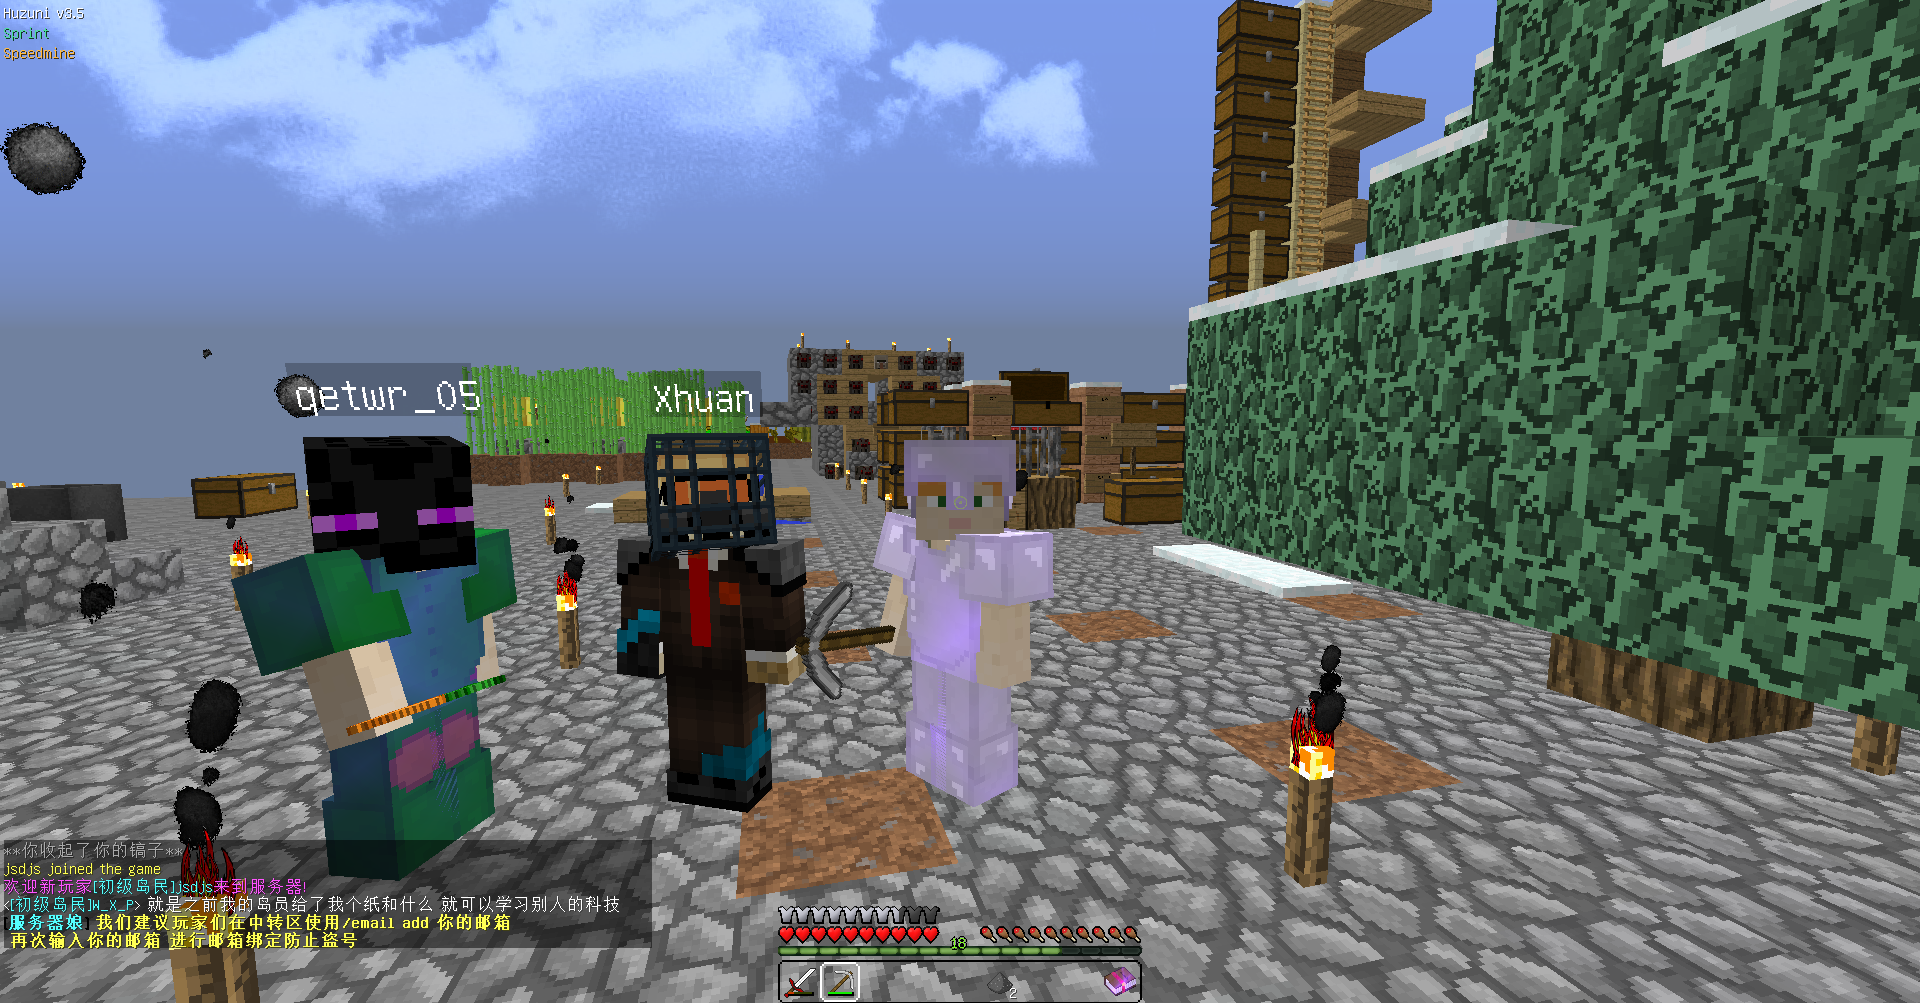 Huzuni v3.5
Sprint
Speedmine
qetwr_05
Xhuan
**你收起了你的镐子**
jsdjs joined the game
欢迎新玩家[初级岛民]jsdjs来到服务器!
<[初级岛民]W_X_P> 就是之前我的岛员给了我个纸和什么 就可以学习别人的科技
[服务器娘] 我们建议玩家们在中转区使用/email add 你的邮箱
再次输入你的邮箱 进行邮箱绑定防止盗号
18
2